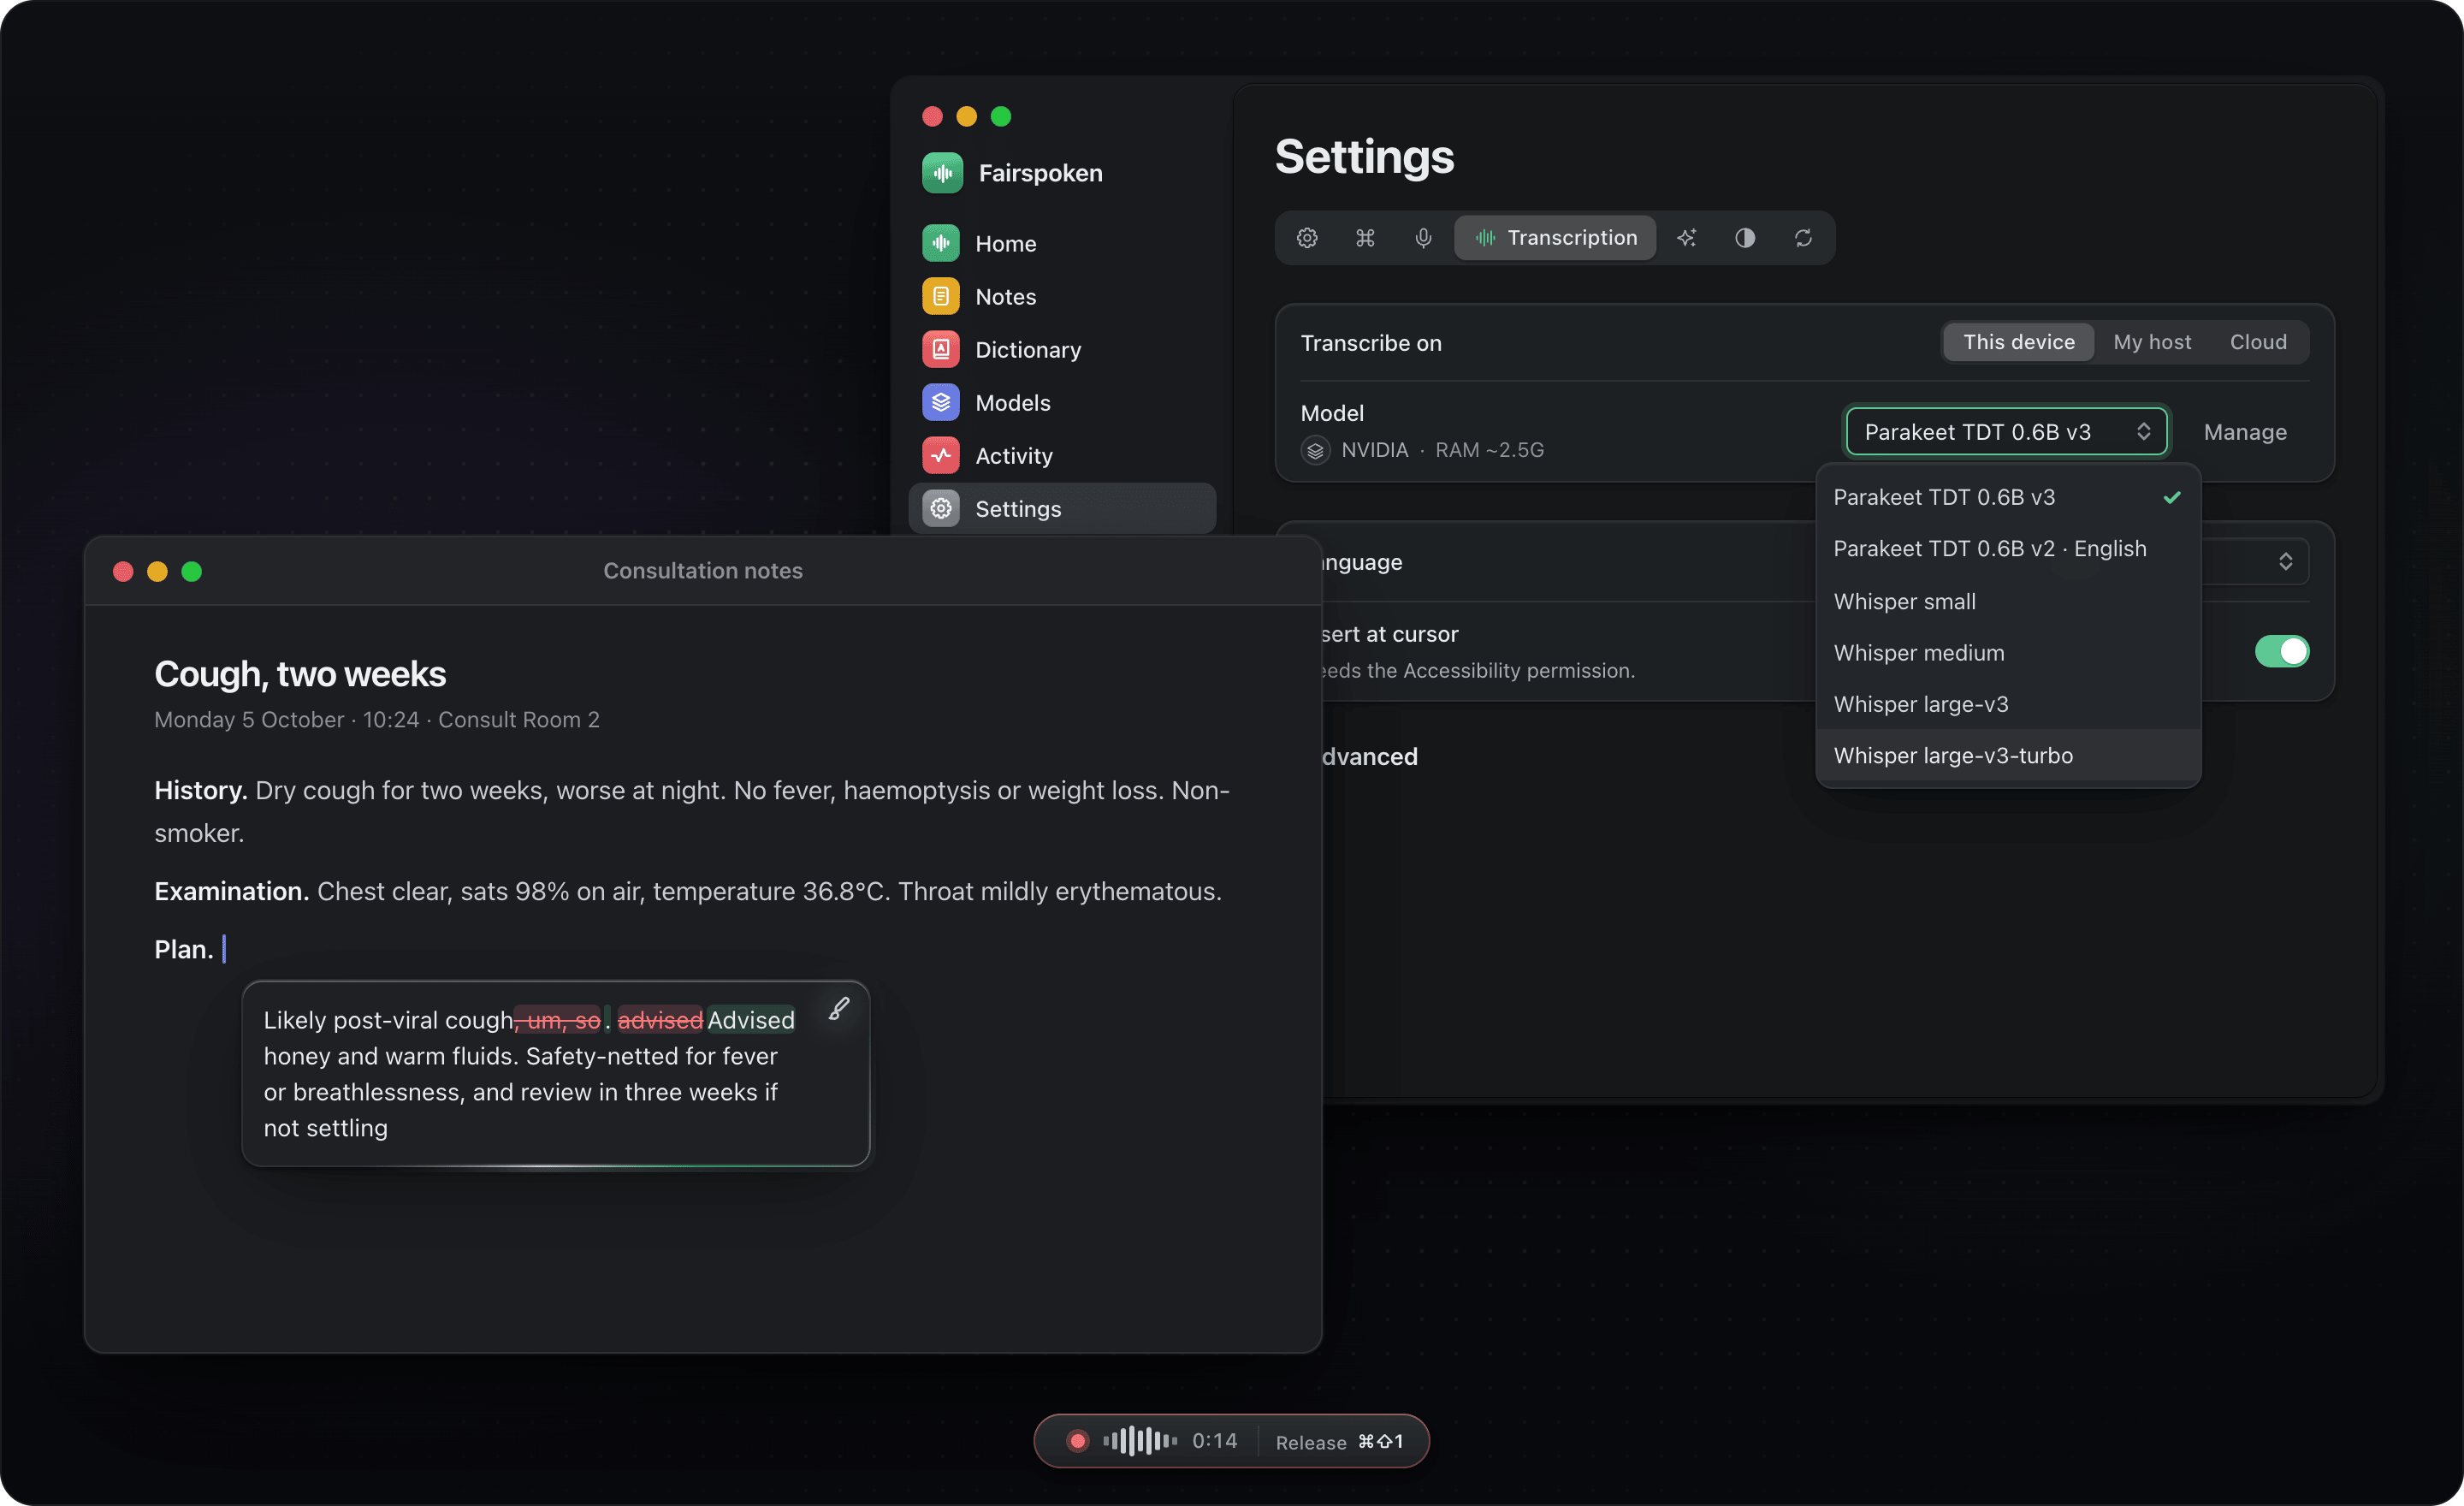 Fairspoken
Home
Notes
Dictionary
Models
Activity
Settings
Settings
Transcription
Transcribe on
This device
My host
Cloud
Model
NVIDIA · RAM ~2.5G
Parakeet TDT 0.6B v3
Manage
Parakeet TDT 0.6B v3
Parakeet TDT 0.6B v2 · English
Whisper small
Whisper medium
Whisper large-v3
Whisper large-v3-turbo
nguage
sert at cursor
eeds the Accessibility permission.
dvanced
Consultation notes
Cough, two weeks
Monday 5 October · 10:24 · Consult Room 2
History. Dry cough for two weeks, worse at night. No fever, haemoptysis or weight loss. Non-
smoker.
Examination. Chest clear, sats 98% on air, temperature 36.8°C. Throat mildly erythematous.
Plan.
Likely post-viral cough, um, so. advised Advised
honey and warm fluids. Safety-netted for fever
or breathlessness, and review in three weeks if
not settling
0:14
Release ⌘⇧1